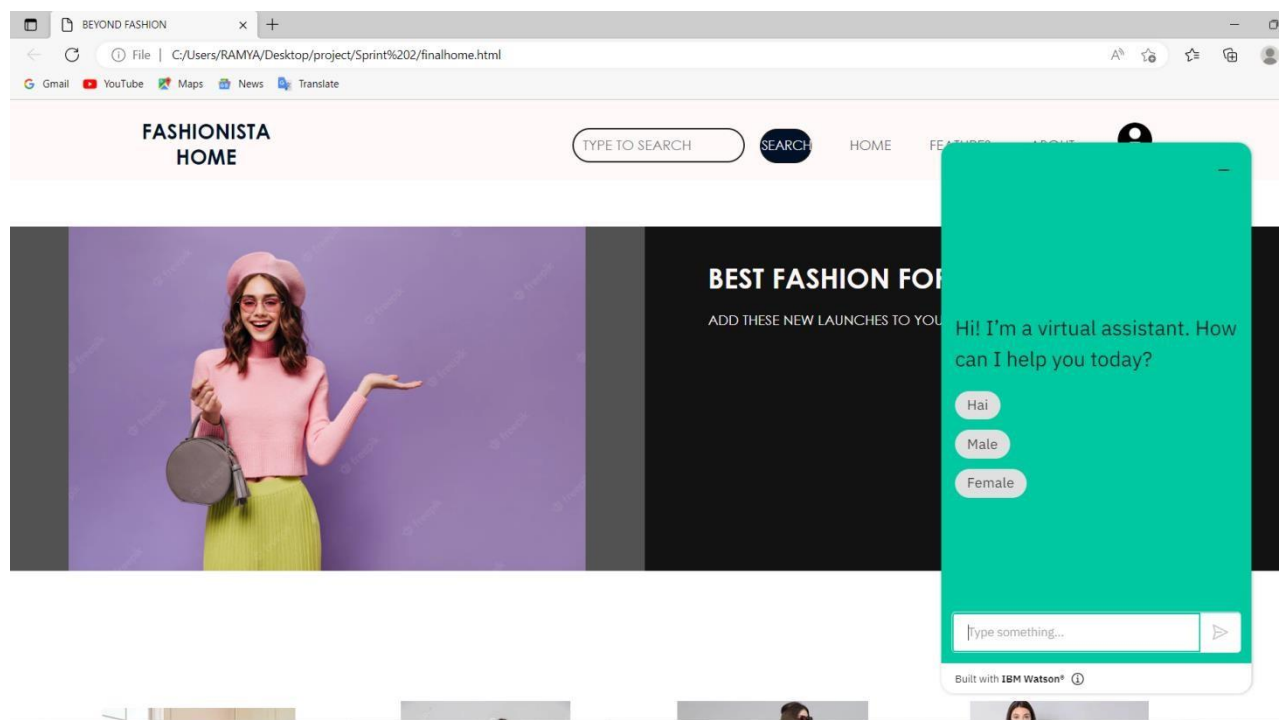 BEYOND FASHION
File | C:/Users/RAMYA/Desktop/project/Sprint%202/finalhome.html
Gmail YouTube Maps News Translate
FASHIONISTA
HOME
TYPE TO SEARCH SEARCH HOME
BEST FASHION
ADD THESE NEW LAUNCHES TO
Hi! I'm a virtual assistant. How
can I help you today?
Hai
Male
Female
Type something...
Built with IBM Watson®
freepik